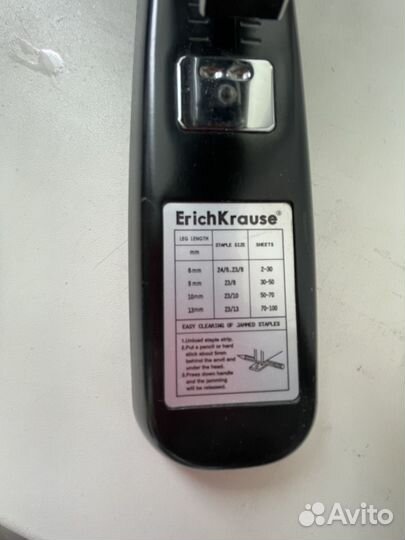 ErichKrause®
LEG LENGTH STAPLE SIZE SHEETS
mm
6mm 24/6.23/6 2-30
8mm 23/8 30-50
10mm 23/10 50-70
13mm 23/13 70-100
EASY CLEARING OF JAMMED STAPLES
1.Unload staple strip.
2.Put a pencil or hard
stick about 5mm
behind the anvil and
under the head.
3.Press down handle
and the jamming
will be released.
Avito